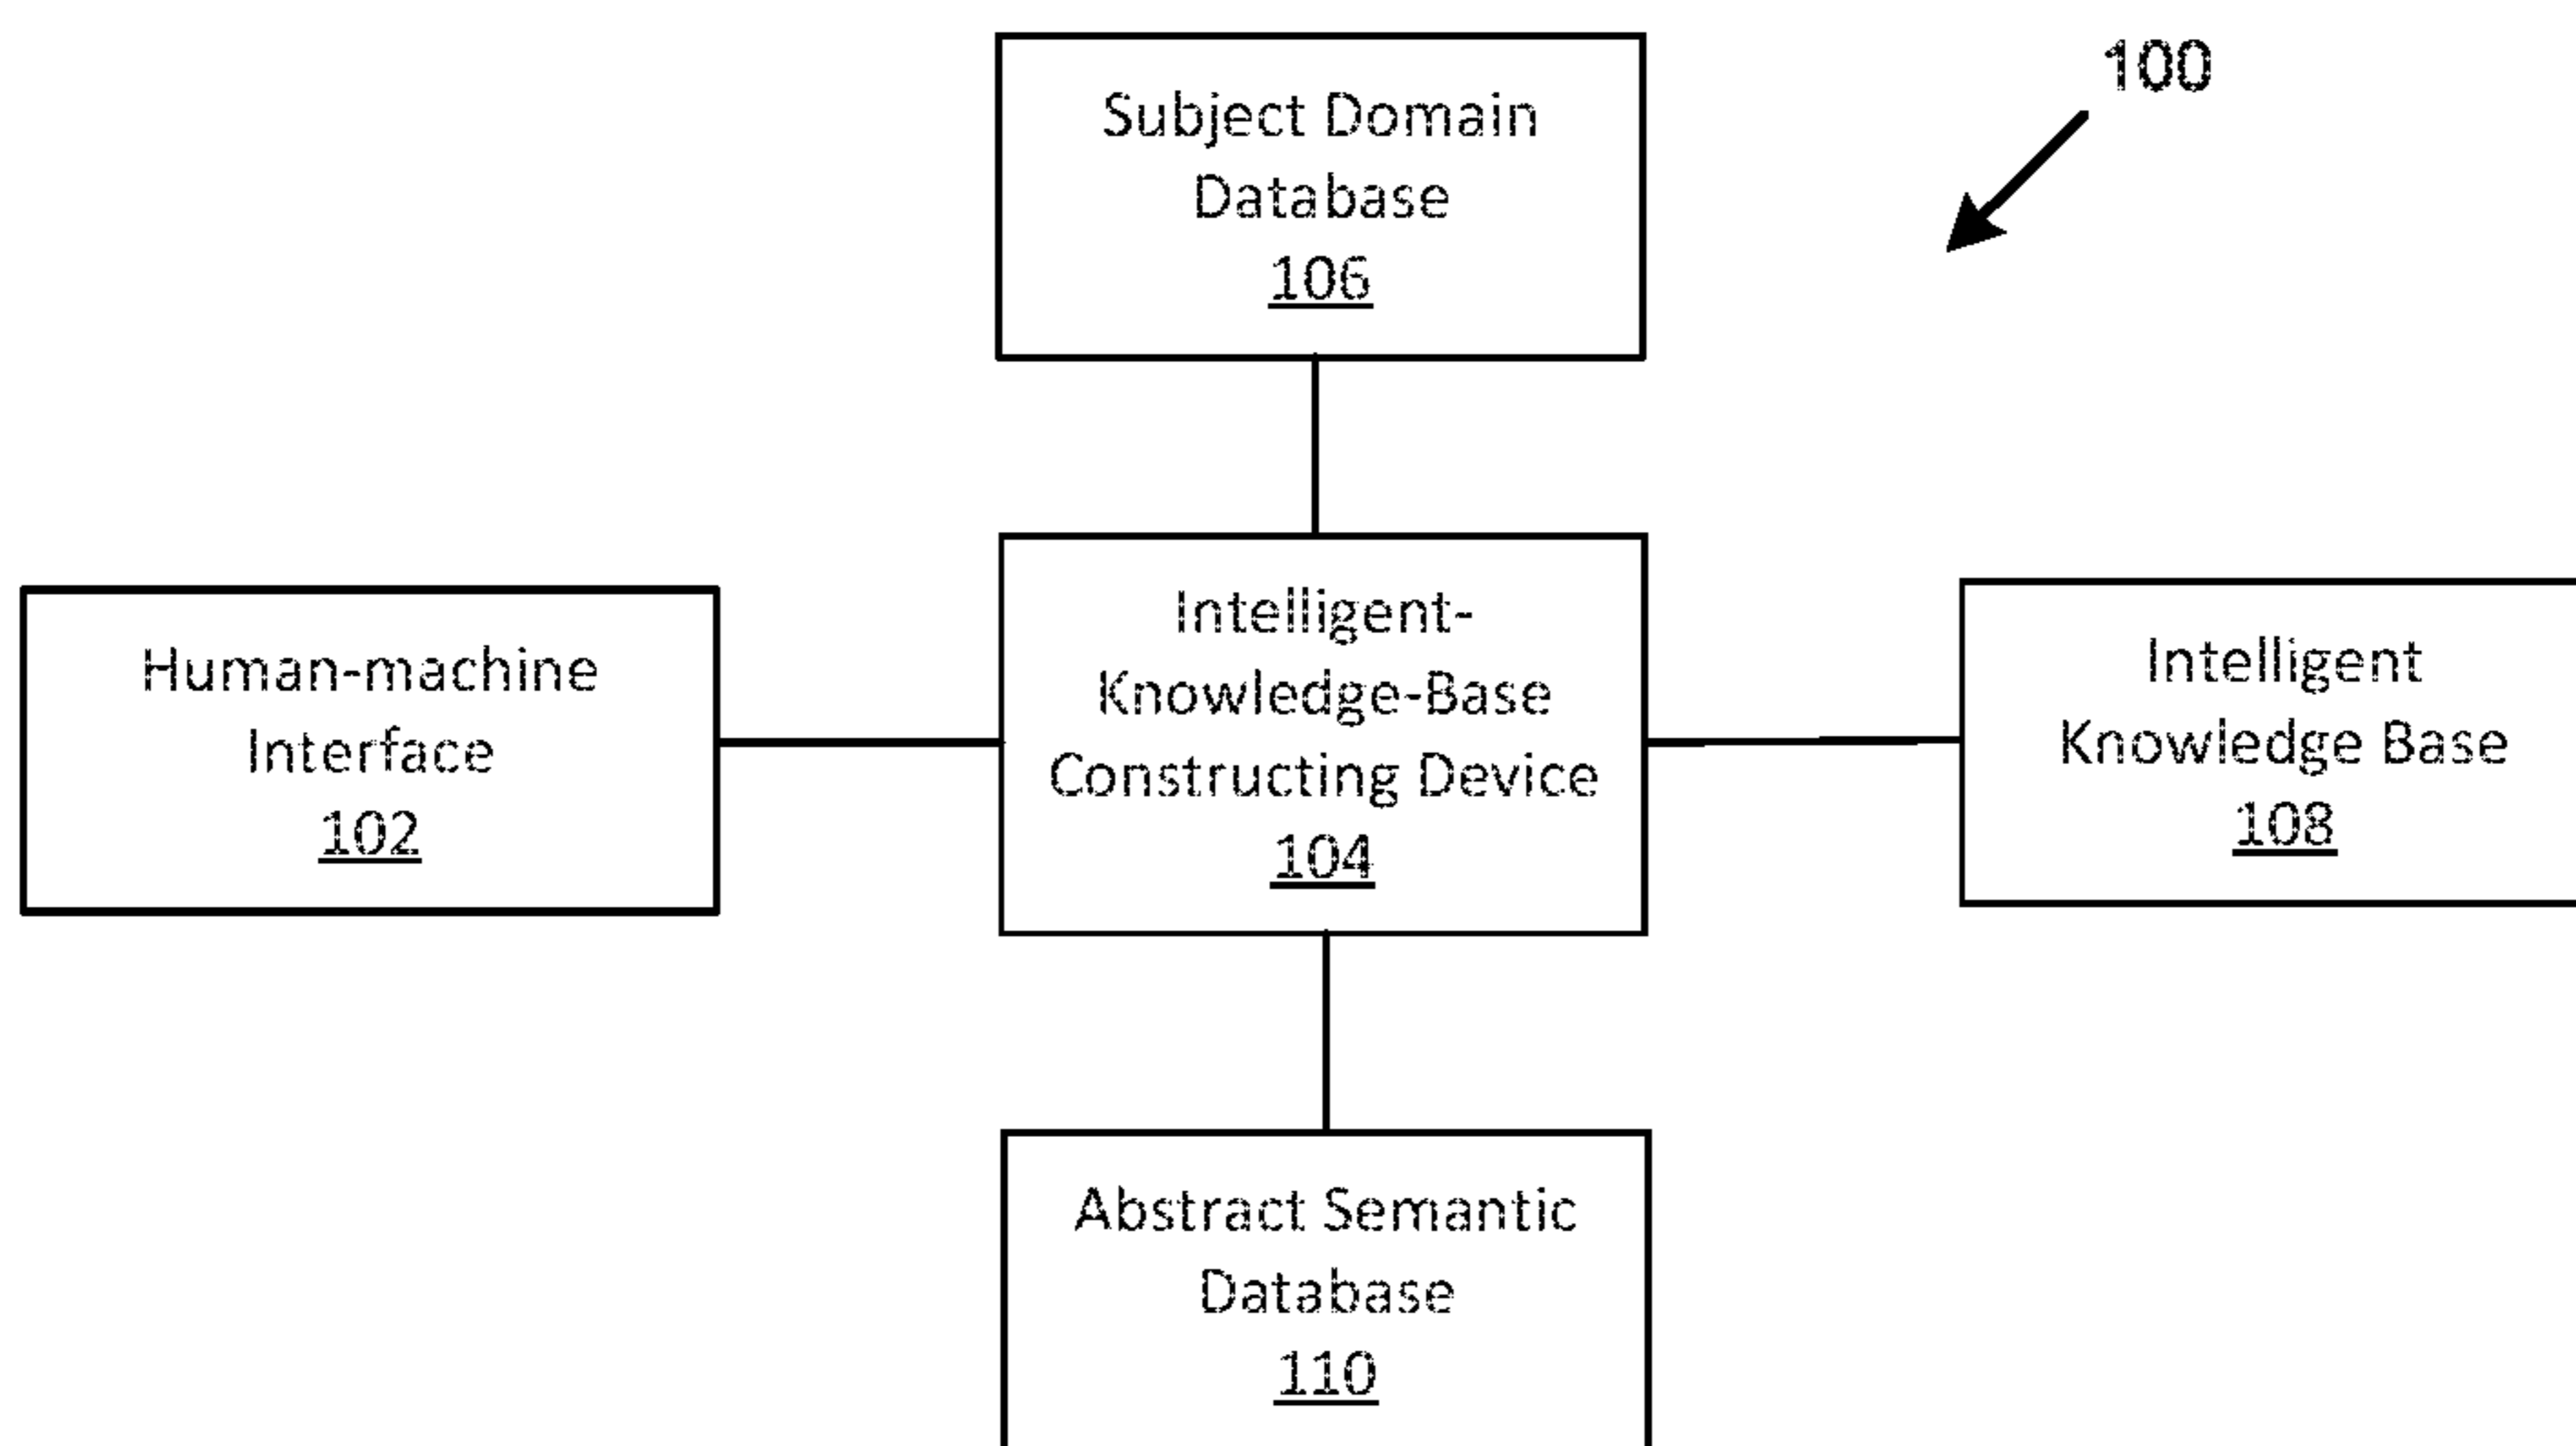 100
Subject Domain
Database
106
Human-machine
Interface
102
Intelligent-
Knowledge-Base
Constructing Device
104
Intelligent
Knowledge Base
108
Abstract Semantic
Database
110